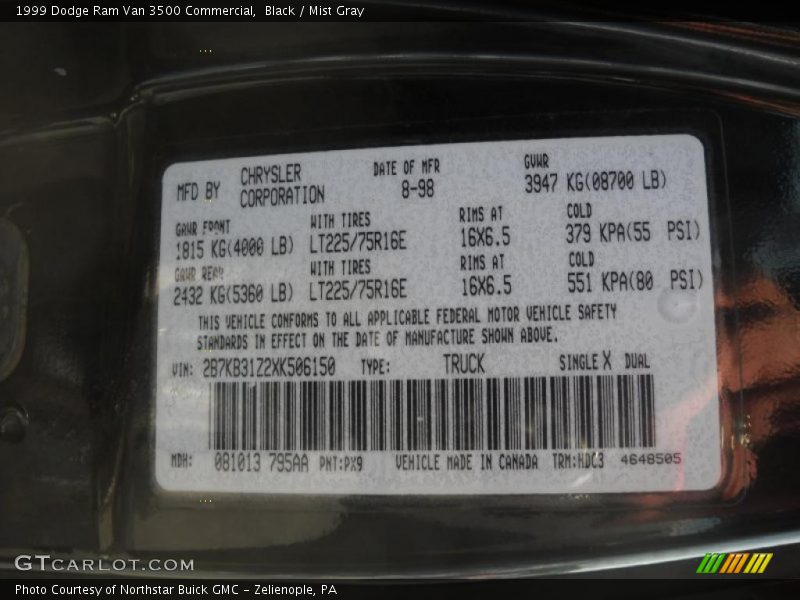 1999 Dodge Ram Van 3500 Commercial, Black / Mist Gray
MFD BY CHRYSLER CORPORATION DATE OF MFR 8-98 GVWR 3947 KG(08700 LB)
GAWR FRONT WITH TIRES RIMS AT COLD
1815 KG(4000 LB) LT225/75R16E 16X6.5 379 KPA(55 PSI)
GAWR REAR WITH TIRES RIMS AT COLD
2432 KG(5360 LB) LT225/75R16E 16X6.5 551 KPA(80 PSI)
THIS VEHICLE CONFORMS TO ALL APPLICABLE FEDERAL MOTOR VEHICLE SAFETY
STANDARDS IN EFFECT ON THE DATE OF MANUFACTURE SHOWN ABOVE.
VIN: 2B7KB31Z2XK506150 TYPE: TRUCK SINGLE X DUAL
MDH: 081013 795AA PNT:PX9 VEHICLE MADE IN CANADA TRM:HDC3 4648505
GTCARLOT.COM
Photo Courtesy of Northstar Buick GMC - Zelienople, PA